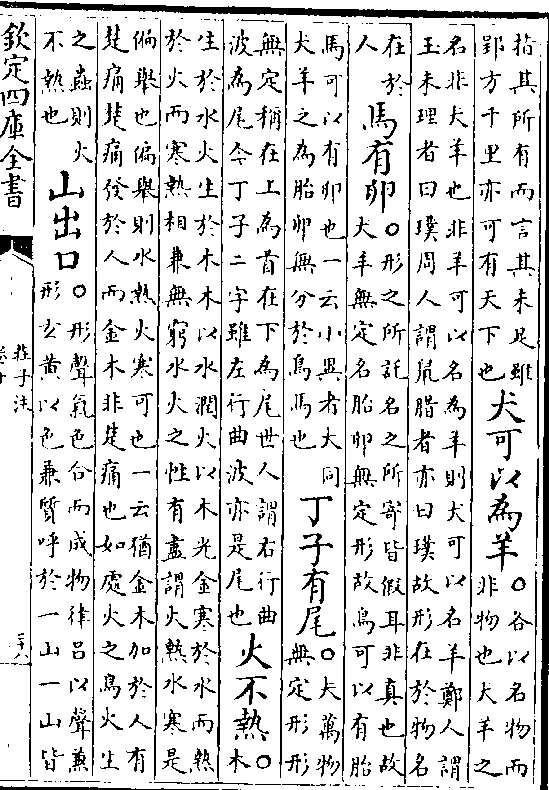 指其所有而言其未足雖
郢方千里亦可有天下也
犬可以為羊
○各以名物而
非物也犬羊之
名非犬羊也非羊可以名為羊則犬可以名羊鄭人謂
玉未理者曰璞周人謂鼠腊者亦曰璞故形在於物名
在於
人
馬有卵
○形之所託名之所寄皆假耳非真也故
犬羊無定名胎卵無定形故鳥可以有胎
馬可以有卵也一云小異者大同
犬羊之為胎卵無分於鳥馬也
丁子有尾
○夫萬物
無定形形
無定稱在上為首在下為尾世人謂右行曲
波為尾今丁子二字雖左行曲波亦是尾也
火不熱
○
木
生於水火生於木木以水潤火以木光金寒於水而熱
於火而寒熱相兼無窮水火之性有盡謂火熱水寒是
偏舉也偏舉則水熱火寒可也一云猶金木加於人有
楚痛楚痛發於人而金木非楚痛也如處火之鳥火生
之蟲則火
不熱也
山出口
○形聲氣色合而成物律呂以聲兼
形玄黃以色兼質呼於一山一山皆
欽定四庫全書
莊子注